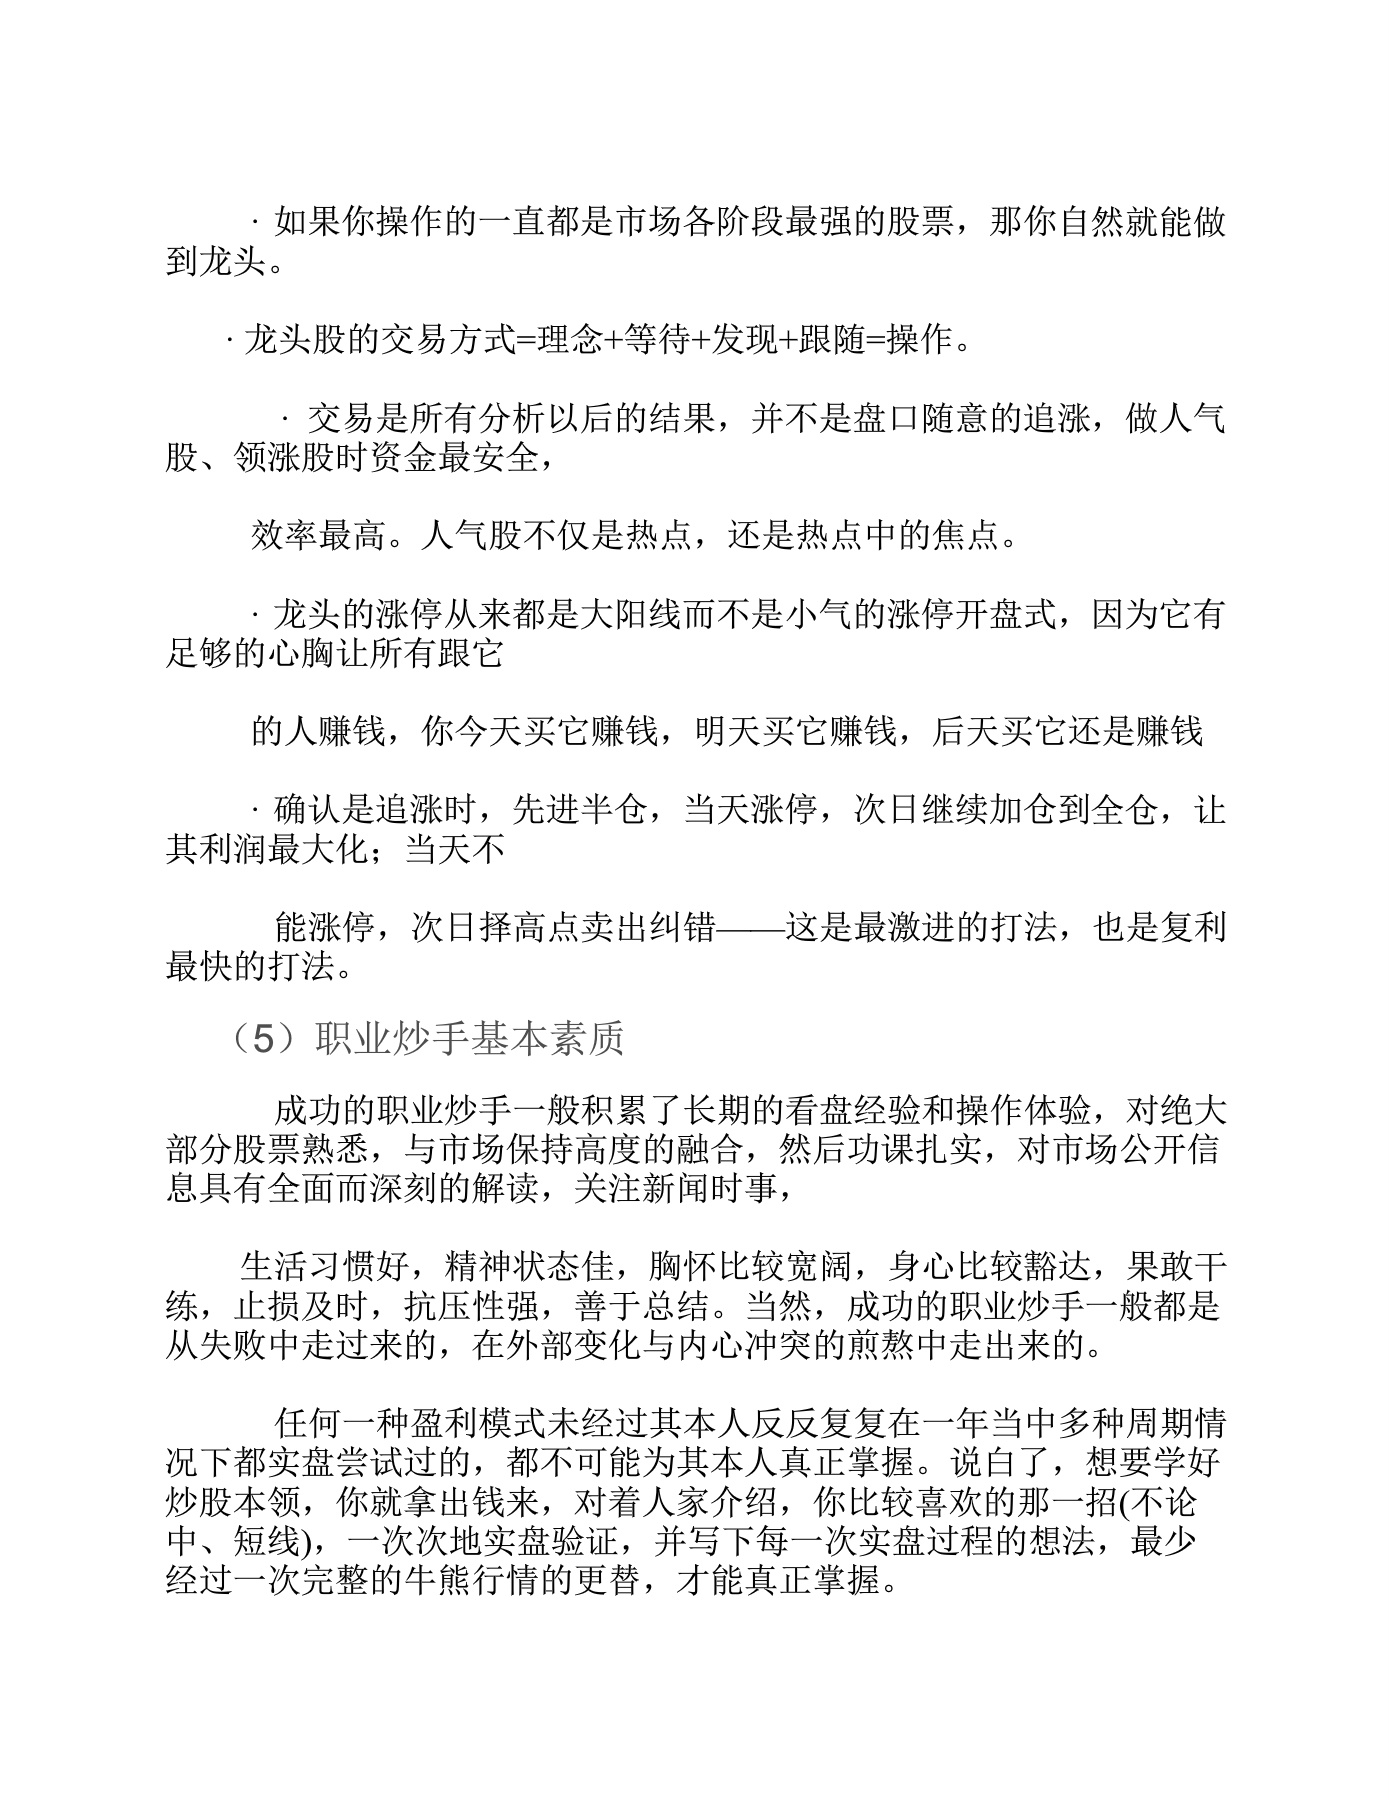 · 如果你操作的一直都是市场各阶段最强的股票，那你自然就能做
到龙头。
· 龙头股的交易方式=理念+等待+发现+跟随=操作。
· 交易是所有分析以后的结果，并不是盘口随意的追涨，做人气
股、领涨股时资金最安全，
效率最高。人气股不仅是热点，还是热点中的焦点。
· 龙头的涨停从来都是大阳线而不是小气的涨停开盘式，因为它有
足够的心胸让所有跟它
的人赚钱，你今天买它赚钱，明天买它赚钱，后天买它还是赚钱
· 确认是追涨时，先进半仓，当天涨停，次日继续加仓到全仓，让
其利润最大化；当天不
能涨停，次日择高点卖出纠错——这是最激进的打法，也是复利
最快的打法。
（5）职业炒手基本素质
成功的职业炒手一般积累了长期的看盘经验和操作体验，对绝大
部分股票熟悉，与市场保持高度的融合，然后功课扎实，对市场公开信
息具有全面而深刻的解读，关注新闻时事，
生活习惯好，精神状态佳，胸怀比较宽阔，身心比较豁达，果敢干
练，止损及时，抗压性强，善于总结。当然，成功的职业炒手一般都是
从失败中走过来的，在外部变化与内心冲突的煎熬中走出来的。
任何一种盈利模式未经过其本人反反复复在一年当中多种周期情
况下都实盘尝试过的，都不可能为其本人真正掌握。说白了，想要学好
炒股本领，你就拿出钱来，对着人家介绍，你比较喜欢的那一招(不论
中、短线)，一次次地实盘验证，并写下每一次实盘过程的想法，最少
经过一次完整的牛熊行情的更替，才能真正掌握。